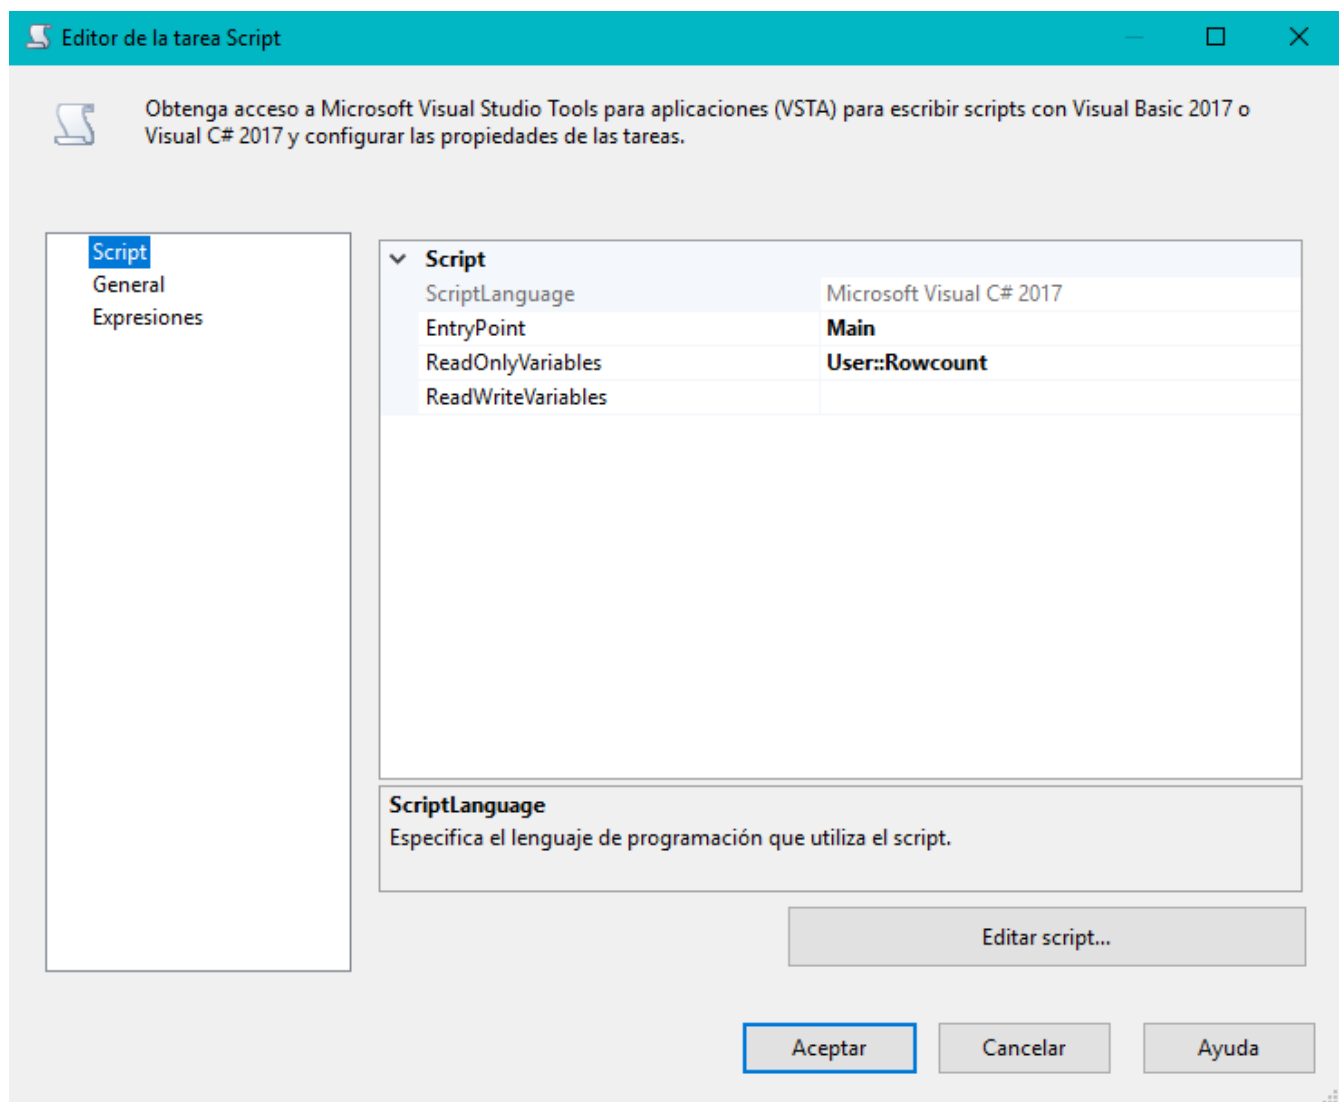 Editor de la tarea Script
Obtenga acceso a Microsoft Visual Studio Tools para aplicaciones (VSTA) para escribir scripts con Visual Basic 2017 o
Visual C# 2017 y configurar las propiedades de las tareas.
Script
General
Expresiones
Script
ScriptLanguage Microsoft Visual C# 2017
EntryPoint Main
ReadOnlyVariables User::Rowcount
ReadWriteVariables
ScriptLanguage
Especifica el lenguaje de programación que utiliza el script.
Editar script...
Aceptar Cancelar Ayuda